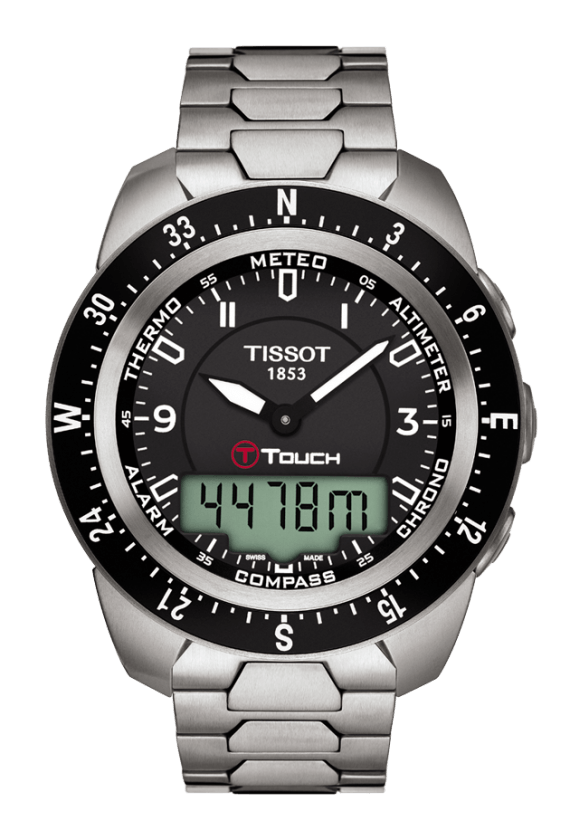 N
33
3
METEO
55
05
30
THERMO
ALTIMETER
6
II
I
TISSOT
1853
W
45
9
3
15
E
T TOUCH
4478m
ALARM
CHRONO
24
12
35
SWISS
MADE
25
COMPASS
21
15
S